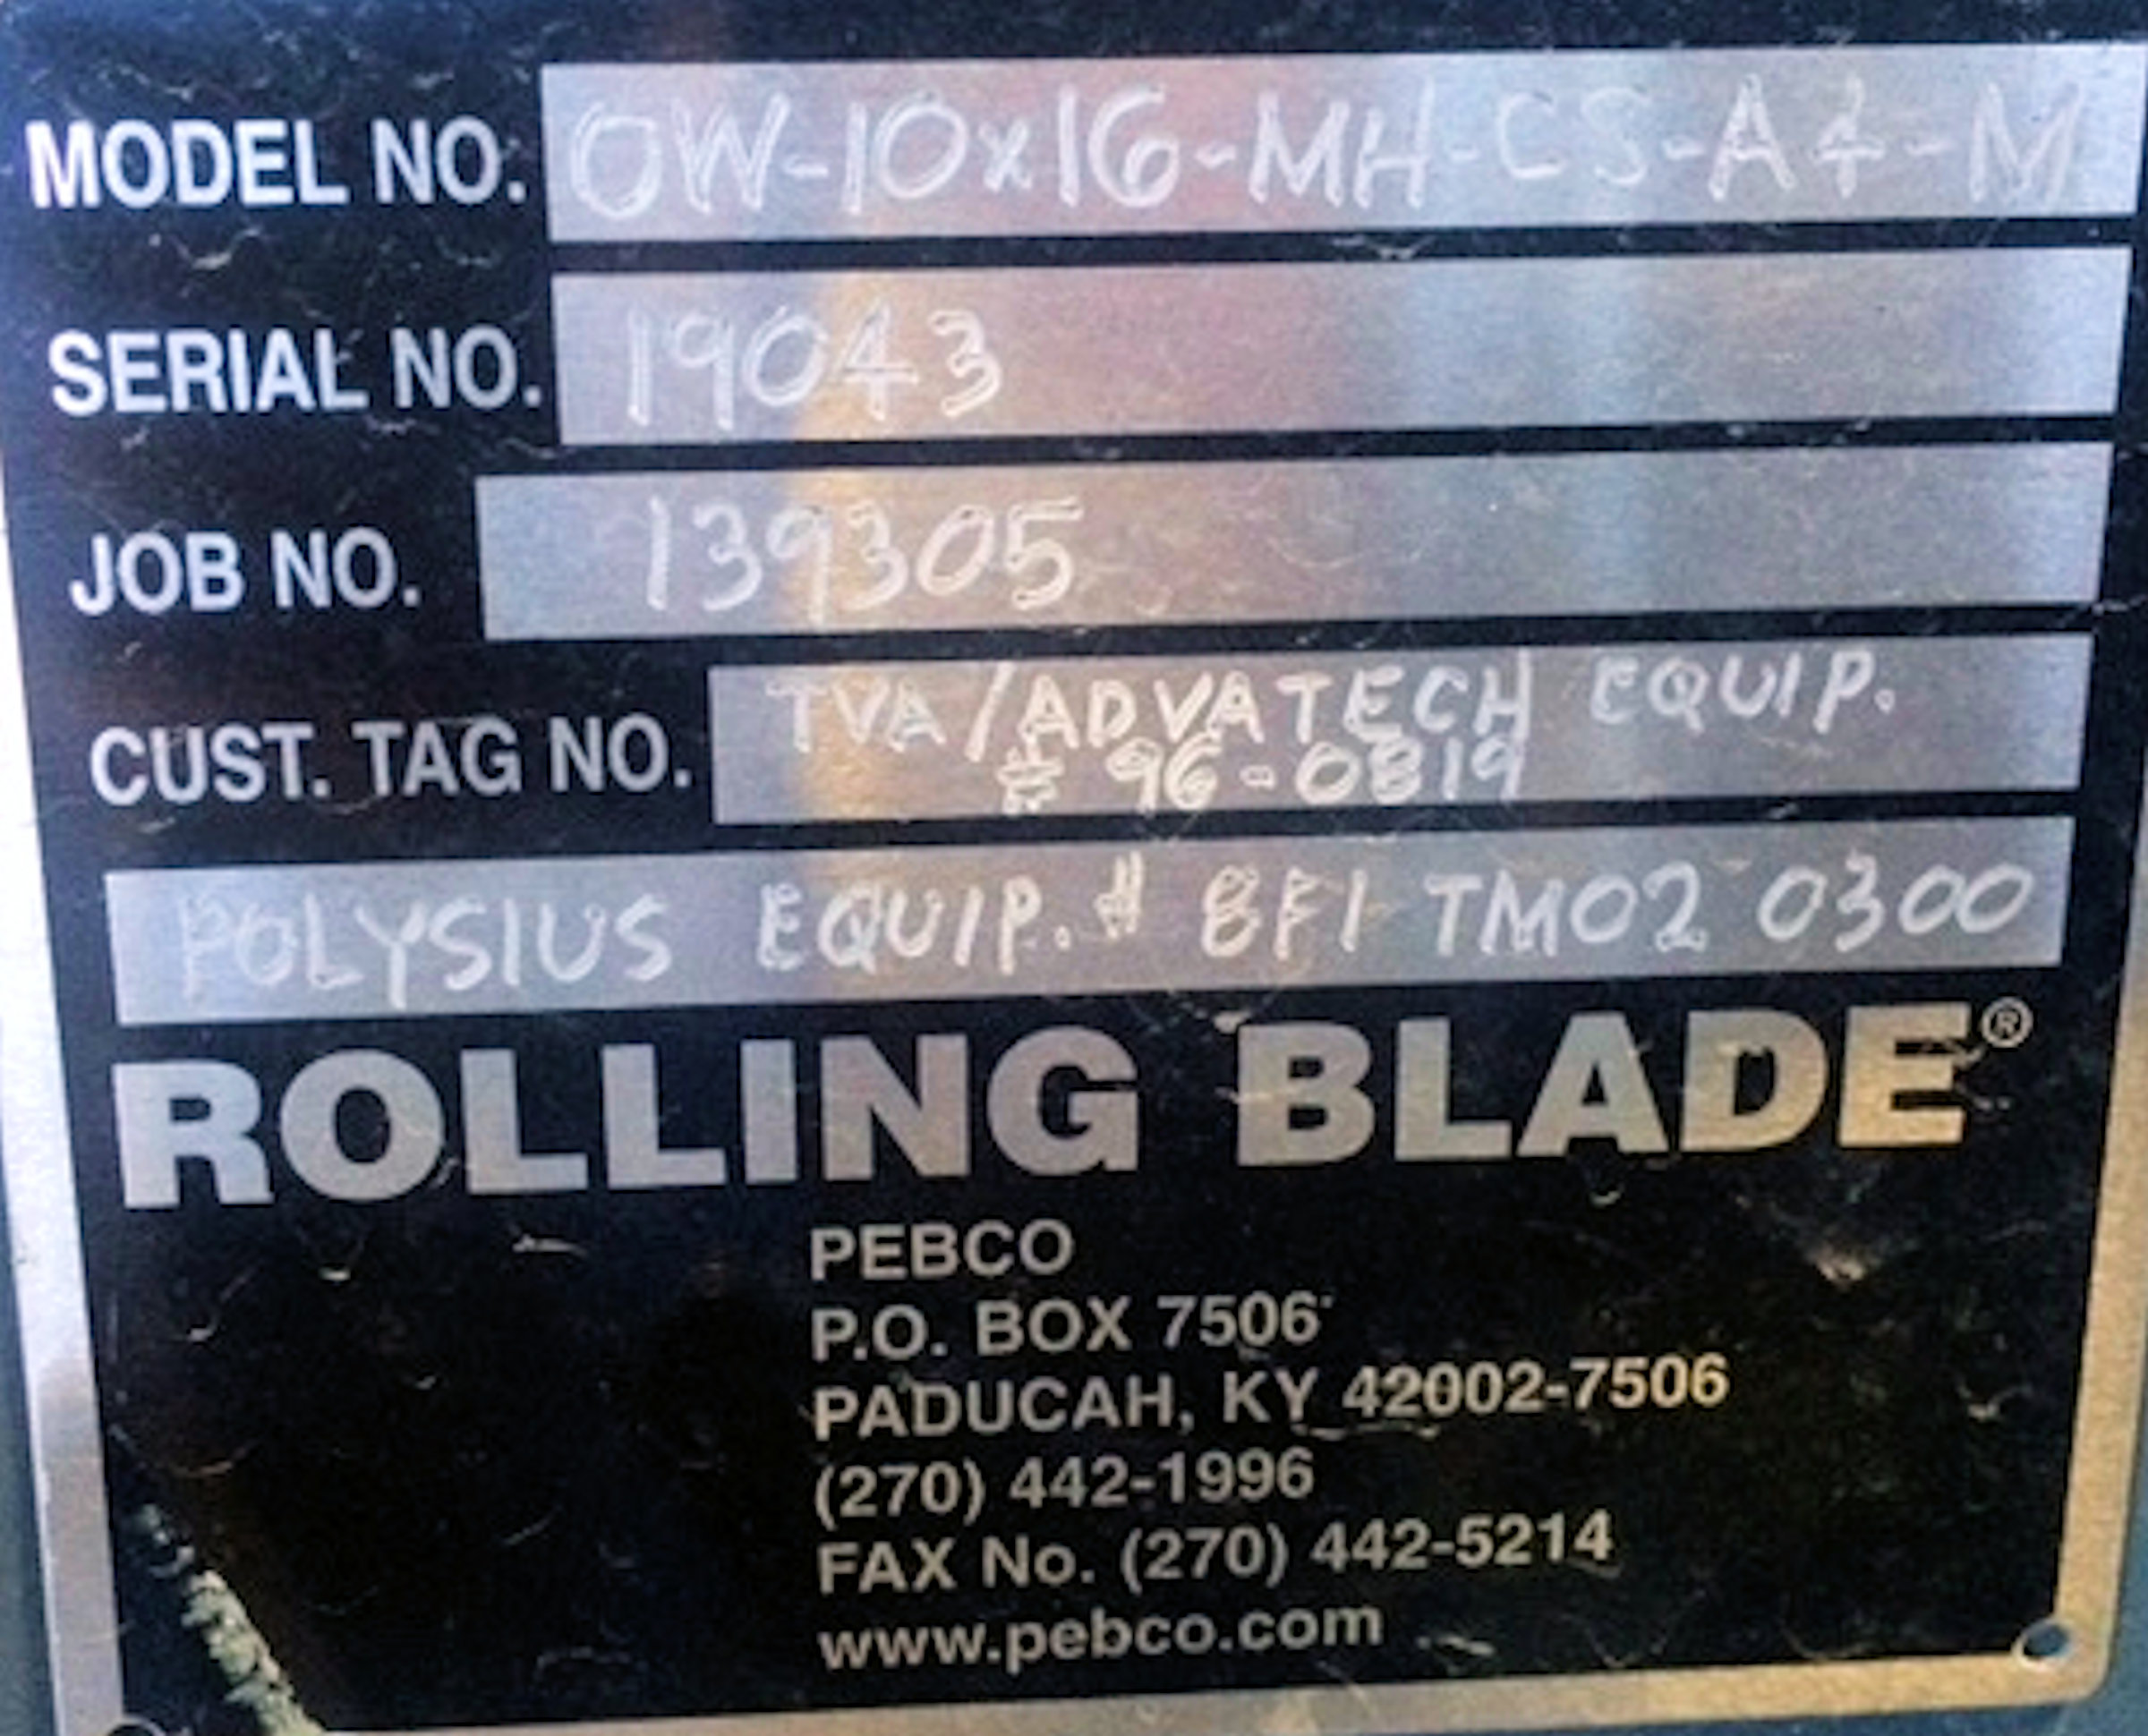 MODEL NO. OW-10x16-MH-CS-A4-M
SERIAL NO. 19043
JOB NO. 139305
CUST. TAG NO. TVA/ADVATECH EQUIP.
# 96-0819
POLYSIUS EQUIP. # 8F1 TM02 0300
ROLLING BLADE®
PEBCO
P.O. BOX 7506
PADUCAH, KY 42002-7506
(270) 442-1996
FAX No. (270) 442-5214
www.pebco.com